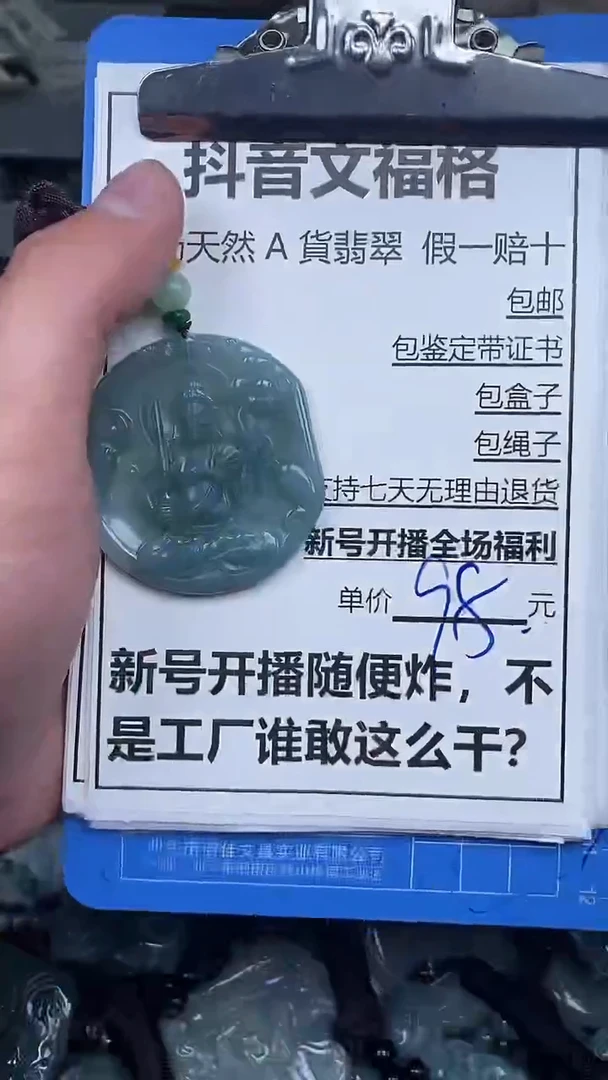 抖音文福格
天然 A 貨翡翠 假一赔十
包邮
包鉴定带证书
包盒子
包绳子
支持七天无理由退货
新号开播全场福利
单价 98 元
新号开播随便炸，不
是工厂谁敢这么干？
12